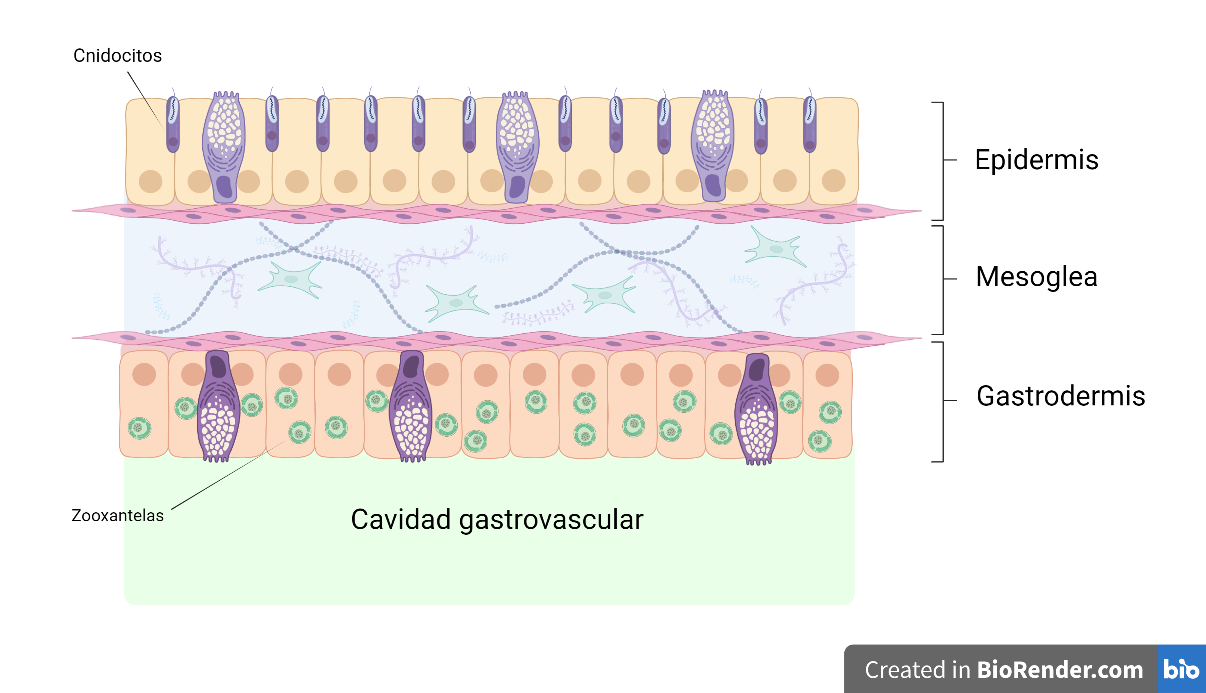 Cnidocitos
Epidermis
Mesoglea
Gastrodermis
Zooxantelas
Cavidad gastrovascular
Created in BioRender.com bio